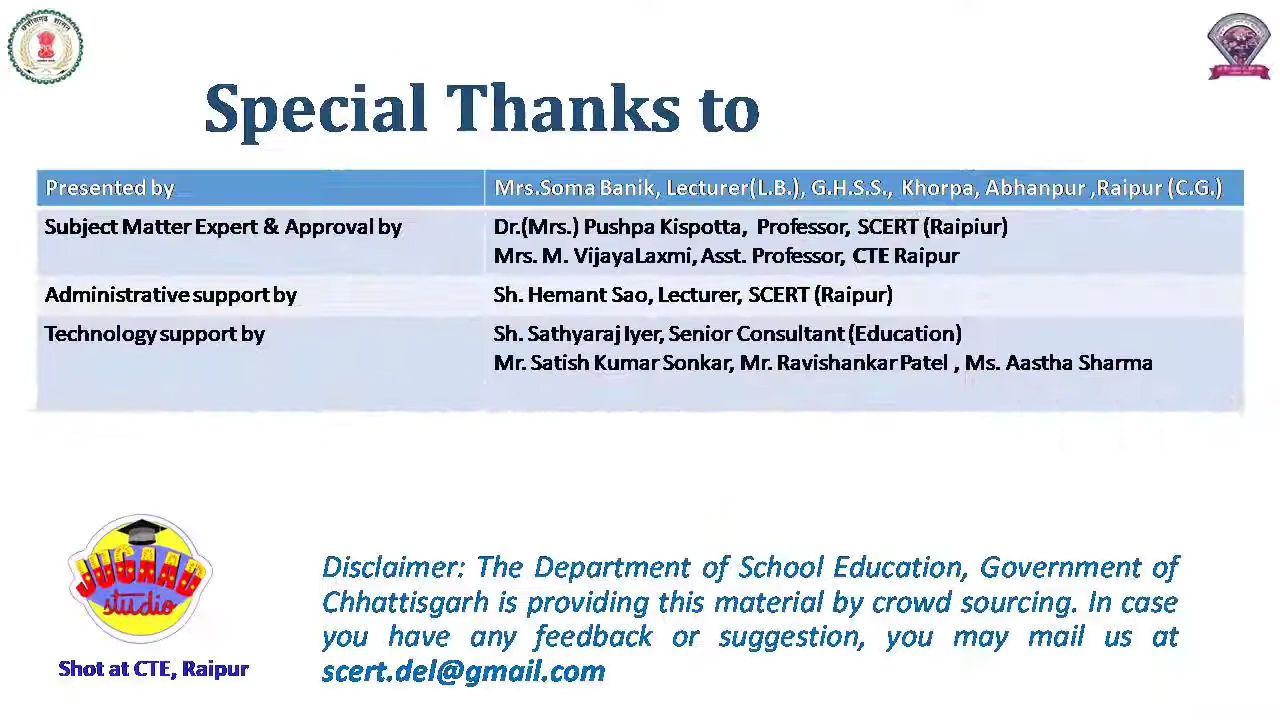 छत्तीसगढ़ शासन
Special Thanks to
Presented by Mrs.Soma Banik, Lecturer(L.B.), G.H.S.S., Khorpa, Abhanpur ,Raipur (C.G.)
Subject Matter Expert & Approval by Dr.(Mrs.) Pushpa Kispotta, Professor, SCERT (Raipiur)
Mrs. M. VijayaLaxmi, Asst. Professor, CTE Raipur
Administrative support by Sh. Hemant Sao, Lecturer, SCERT (Raipur)
Technology support by Sh. Sathyaraj Iyer, Senior Consultant (Education)
Mr. Satish Kumar Sonkar, Mr. Ravishankar Patel , Ms. Aastha Sharma
JUGAAD
studio
Shot at CTE, Raipur
Disclaimer: The Department of School Education, Government of
Chhattisgarh is providing this material by crowd sourcing. In case
you have any feedback or suggestion, you may mail us at
scert.del@gmail.com